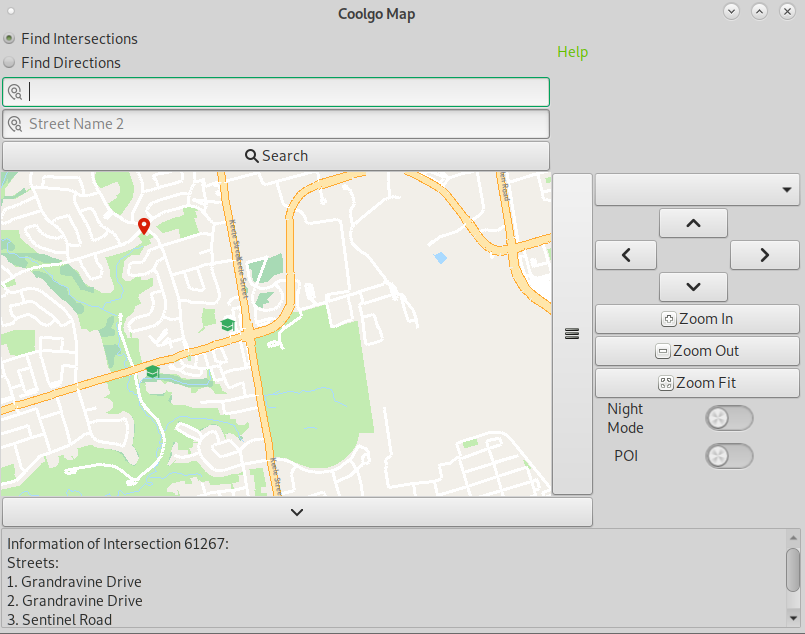 Coolgo Map
Find Intersections
Find Directions
Help
Street Name 2
Search
Keele Street
Keele Street
Keele Stree
Zoom In
Zoom Out
Zoom Fit
Night
Mode
POI
Information of Intersection 61267:
Streets:
1. Grandravine Drive
2. Grandravine Drive
3. Sentinel Road